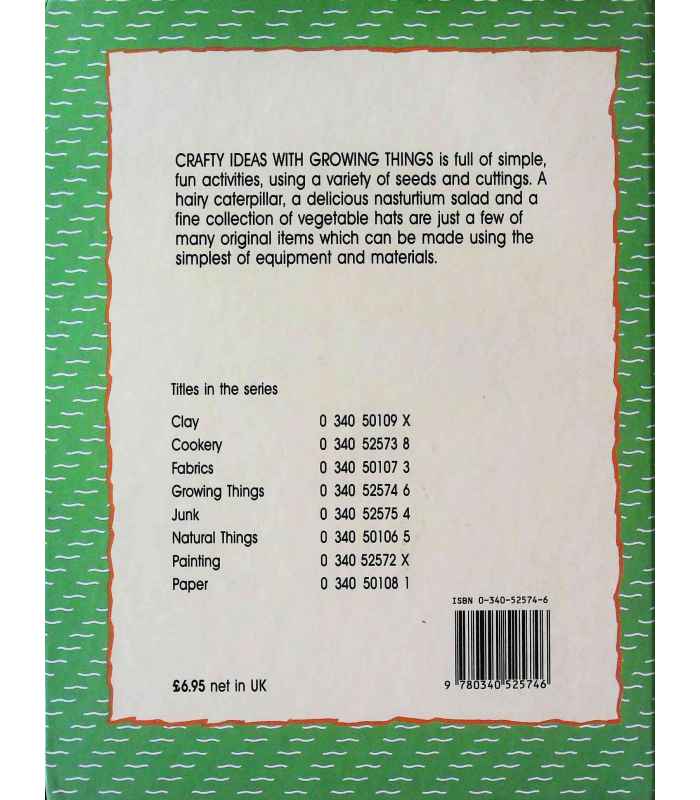 CRAFTY IDEAS WITH GROWING THINGS is full of simple,
fun activities, using a variety of seeds and cuttings. A
hairy caterpillar, a delicious nasturtium salad and a
fine collection of vegetable hats are just a few of
many original items which can be made using the
simplest of equipment and materials.
Titles in the series
Clay 0 340 50109 X
Cookery 0 340 52573 8
Fabrics 0 340 50107 3
Growing Things 0 340 52574 6
Junk 0 340 52575 4
Natural Things 0 340 50106 5
Painting 0 340 52572 X
Paper 0 340 50108 1
ISBN 0-340-52574-6
9 780340 525746
£6.95 net in UK